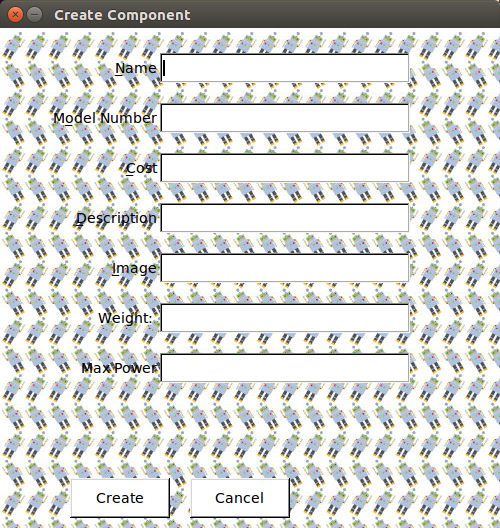 Create Component
Name
Model Number
Cost
Description
Image
Weight:
Max Power
Create
Cancel